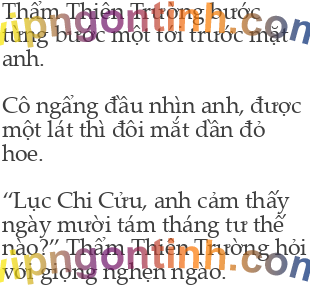 Thẩm Thiên Trường bước
từng bước một tới trước mặt
anh.
Cô ngẩng đầu nhìn anh, được
một lát thì đôi mắt dần đỏ
hoe.
“Lục Chi Cửu, anh cảm thấy
ngày mười tám tháng tư thế
nào?” Thẩm Thiên Trường hỏi
với giọng nghẹn ngào.